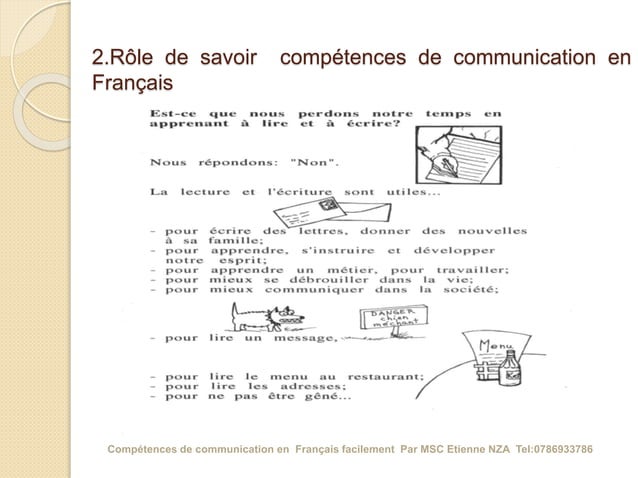 2.Rôle de savoir compétences de communication en
Français
Est-ce que nous perdons notre temps en
apprenant à lire et à écrire?
Nous répondons: "Non".
La lecture et l'écriture sont utiles...
- pour écrire des lettres, donner des nouvelles
à sa famille;
- pour apprendre, s'instruire et développer
notre esprit;
- pour apprendre un métier, pour travailler;
- pour mieux se débrouiller dans la vie;
- pour mieux communiquer dans la société;
DANGER
chien
méchant
- pour lire un message,
Menu
- pour lire le menu au restaurant;
- pour lire les adresses;
- pour ne pas être gêné...
Compétences de communication en Français facilement Par MSC Etienne NZA Tel:0786933786